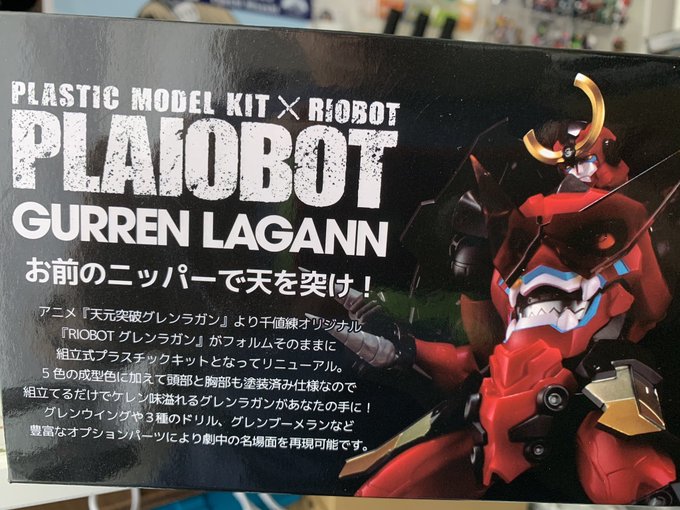 PLASTIC MODEL KIT × RIOBOT
PLAIOBOT
GURREN LAGANN
お前のニッパーで天を突け！
アニメ『天元突破グレンラガン』より千値練オリジナル
『RIOBOT グレンラガン』がフォルムそのままに
組立式プラスチックキットとなってリニューアル。
５色の成型色に加えて頭部と胸部も塗装済み仕様なので
組立てるだけでケレン味溢れるグレンラガンがあなたの手に！
グレンウイングや３種のドリル、グレンブーメランなど
豊富なオプションパーツにより劇中の名場面を再現可能です。